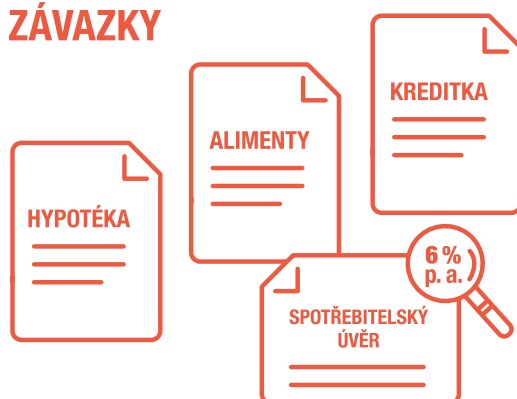 ZÁVAZKY
KREDITKA
ALIMENTY
HYPOTÉKA
6 %
p. a.
SPOTŘEBITELSKÝ
ÚVĚR